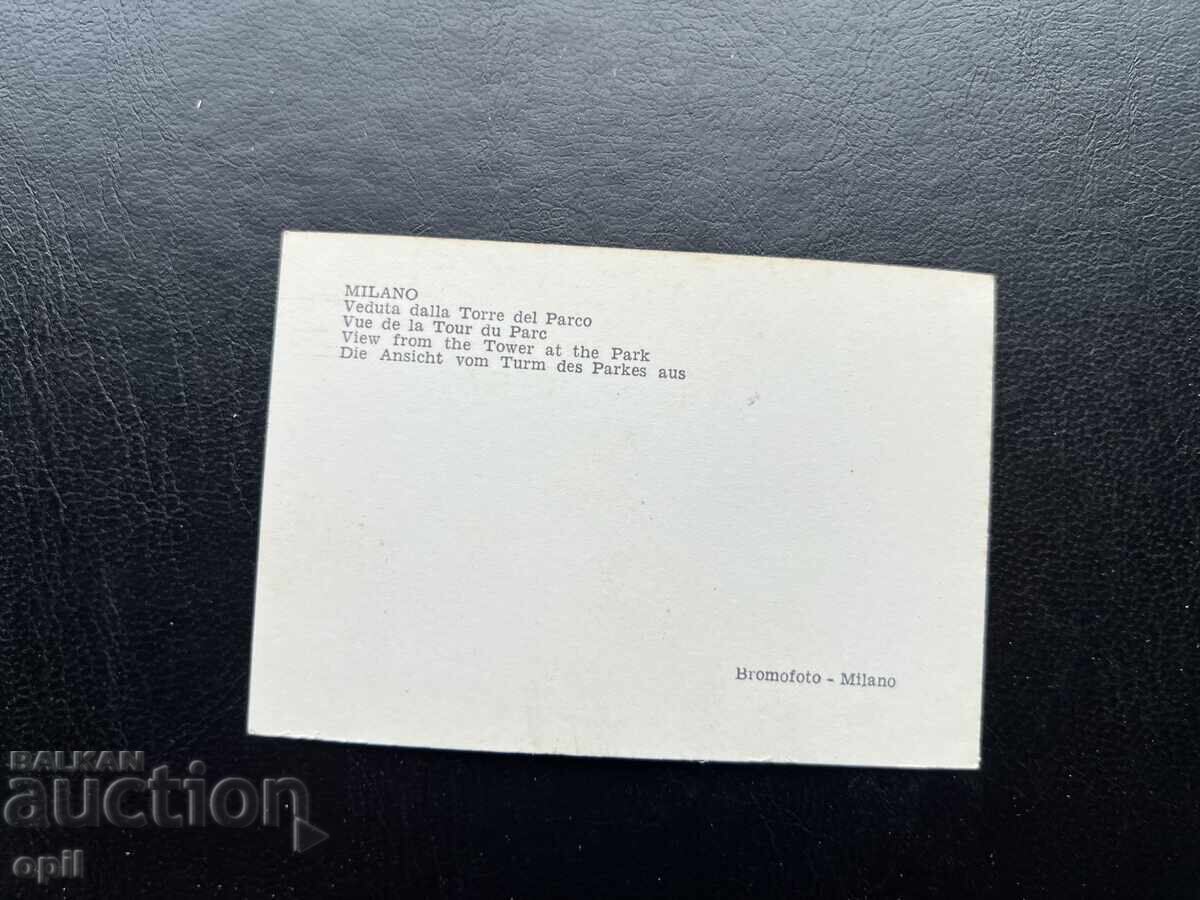 MILANO
Veduta dalla Torre del Parco
Vue de la Tour du Parc
View from the Tower at the Park
Die Ansicht vom Turm des Parkes aus
Bromofoto - Milano
BALKAN
auction
opil